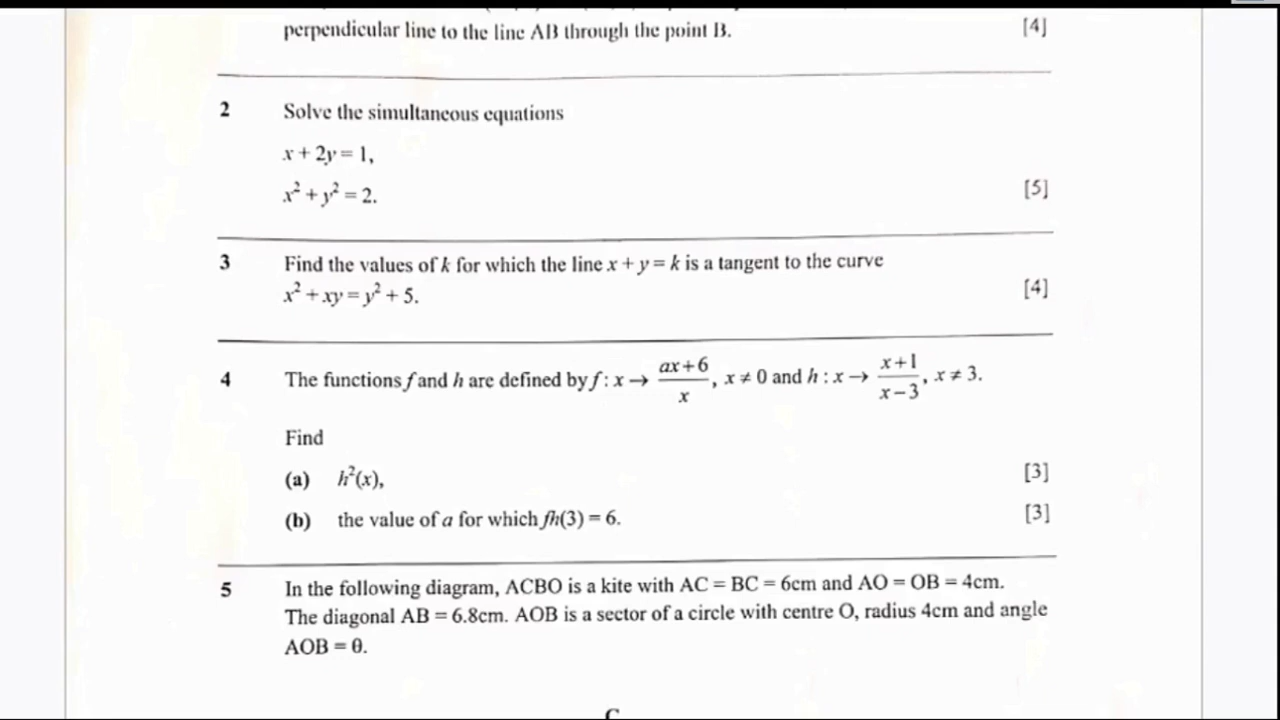 perpendicular line to the line AB through the point B. [4]
2 Solve the simultaneous equations
x + 2y = 1,
x² + y² = 2. [5]
3 Find the values of k for which the line x + y = k is a tangent to the curve
x² + xy = y² + 5. [4]
4 The functions f and h are defined by f : x → (ax+6)/x, x ≠ 0 and h : x → (x+1)/(x−3), x ≠ 3.
Find
(a) h²(x), [3]
(b) the value of a for which fh(3) = 6. [3]
5 In the following diagram, ACBO is a kite with AC = BC = 6cm and AO = OB = 4cm.
The diagonal AB = 6.8cm. AOB is a sector of a circle with centre O, radius 4cm and angle
AOB = θ.